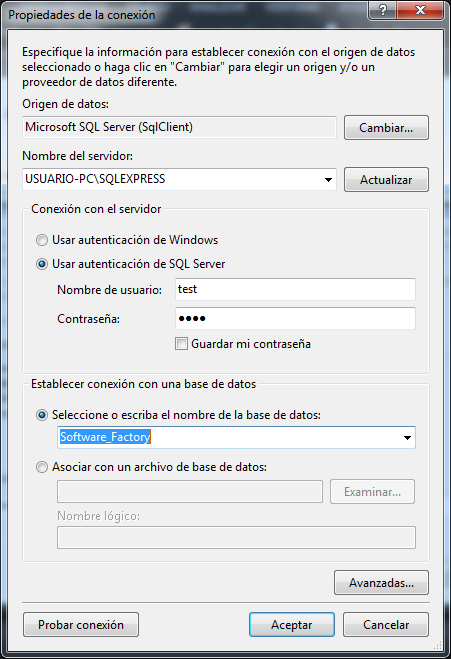 Propiedades de la conexión
Especifique la información para establecer conexión con el origen de datos
seleccionado o haga clic en "Cambiar" para elegir un origen y/o un
proveedor de datos diferente.
Origen de datos:
Microsoft SQL Server (SqlClient)
Cambiar...
Nombre del servidor:
USUARIO-PC\SQLEXPRESS
Actualizar
Conexión con el servidor
Usar autenticación de Windows
Usar autenticación de SQL Server
Nombre de usuario:
test
Contraseña:
●●●●
Guardar mi contraseña
Establecer conexión con una base de datos
Seleccione o escriba el nombre de la base de datos:
Software_Factory
Asociar con un archivo de base de datos:
Examinar...
Nombre lógico:
Avanzadas...
Probar conexión
Aceptar
Cancelar